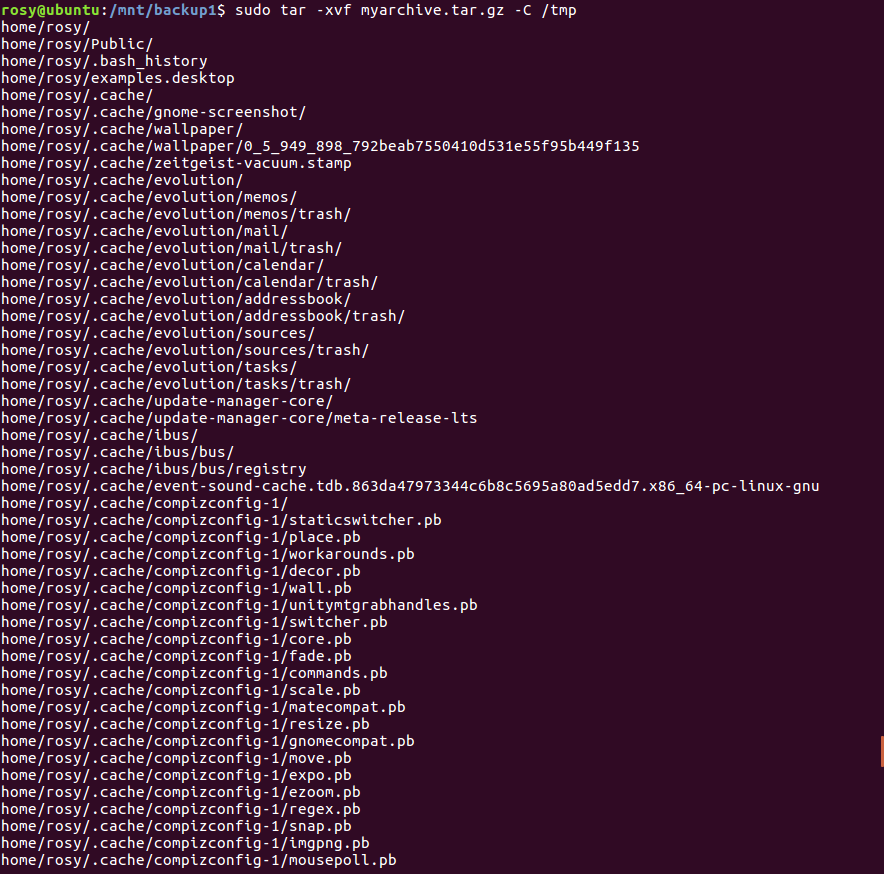 rosy@ubuntu:/mnt/backup1$ sudo tar -xvf myarchive.tar.gz -C /tmp
home/rosy/
home/rosy/Public/
home/rosy/.bash_history
home/rosy/examples.desktop
home/rosy/.cache/
home/rosy/.cache/gnome-screenshot/
home/rosy/.cache/wallpaper/
home/rosy/.cache/wallpaper/0_5_949_898_792beab7550410d531e55f95b449f135
home/rosy/.cache/zeitgeist-vacuum.stamp
home/rosy/.cache/evolution/
home/rosy/.cache/evolution/memos/
home/rosy/.cache/evolution/memos/trash/
home/rosy/.cache/evolution/mail/
home/rosy/.cache/evolution/mail/trash/
home/rosy/.cache/evolution/calendar/
home/rosy/.cache/evolution/calendar/trash/
home/rosy/.cache/evolution/addressbook/
home/rosy/.cache/evolution/addressbook/trash/
home/rosy/.cache/evolution/sources/
home/rosy/.cache/evolution/sources/trash/
home/rosy/.cache/evolution/tasks/
home/rosy/.cache/evolution/tasks/trash/
home/rosy/.cache/update-manager-core/
home/rosy/.cache/update-manager-core/meta-release-lts
home/rosy/.cache/ibus/
home/rosy/.cache/ibus/bus/
home/rosy/.cache/ibus/bus/registry
home/rosy/.cache/event-sound-cache.tdb.863da47973344c6b8c5695a80ad5edd7.x86_64-pc-linux-gnu
home/rosy/.cache/compizconfig-1/
home/rosy/.cache/compizconfig-1/staticswitcher.pb
home/rosy/.cache/compizconfig-1/place.pb
home/rosy/.cache/compizconfig-1/workarounds.pb
home/rosy/.cache/compizconfig-1/decor.pb
home/rosy/.cache/compizconfig-1/wall.pb
home/rosy/.cache/compizconfig-1/unitymtgrabhandles.pb
home/rosy/.cache/compizconfig-1/switcher.pb
home/rosy/.cache/compizconfig-1/core.pb
home/rosy/.cache/compizconfig-1/fade.pb
home/rosy/.cache/compizconfig-1/commands.pb
home/rosy/.cache/compizconfig-1/scale.pb
home/rosy/.cache/compizconfig-1/matecompat.pb
home/rosy/.cache/compizconfig-1/resize.pb
home/rosy/.cache/compizconfig-1/gnomecompat.pb
home/rosy/.cache/compizconfig-1/move.pb
home/rosy/.cache/compizconfig-1/expo.pb
home/rosy/.cache/compizconfig-1/ezoom.pb
home/rosy/.cache/compizconfig-1/regex.pb
home/rosy/.cache/compizconfig-1/snap.pb
home/rosy/.cache/compizconfig-1/imgpng.pb
home/rosy/.cache/compizconfig-1/mousepoll.pb